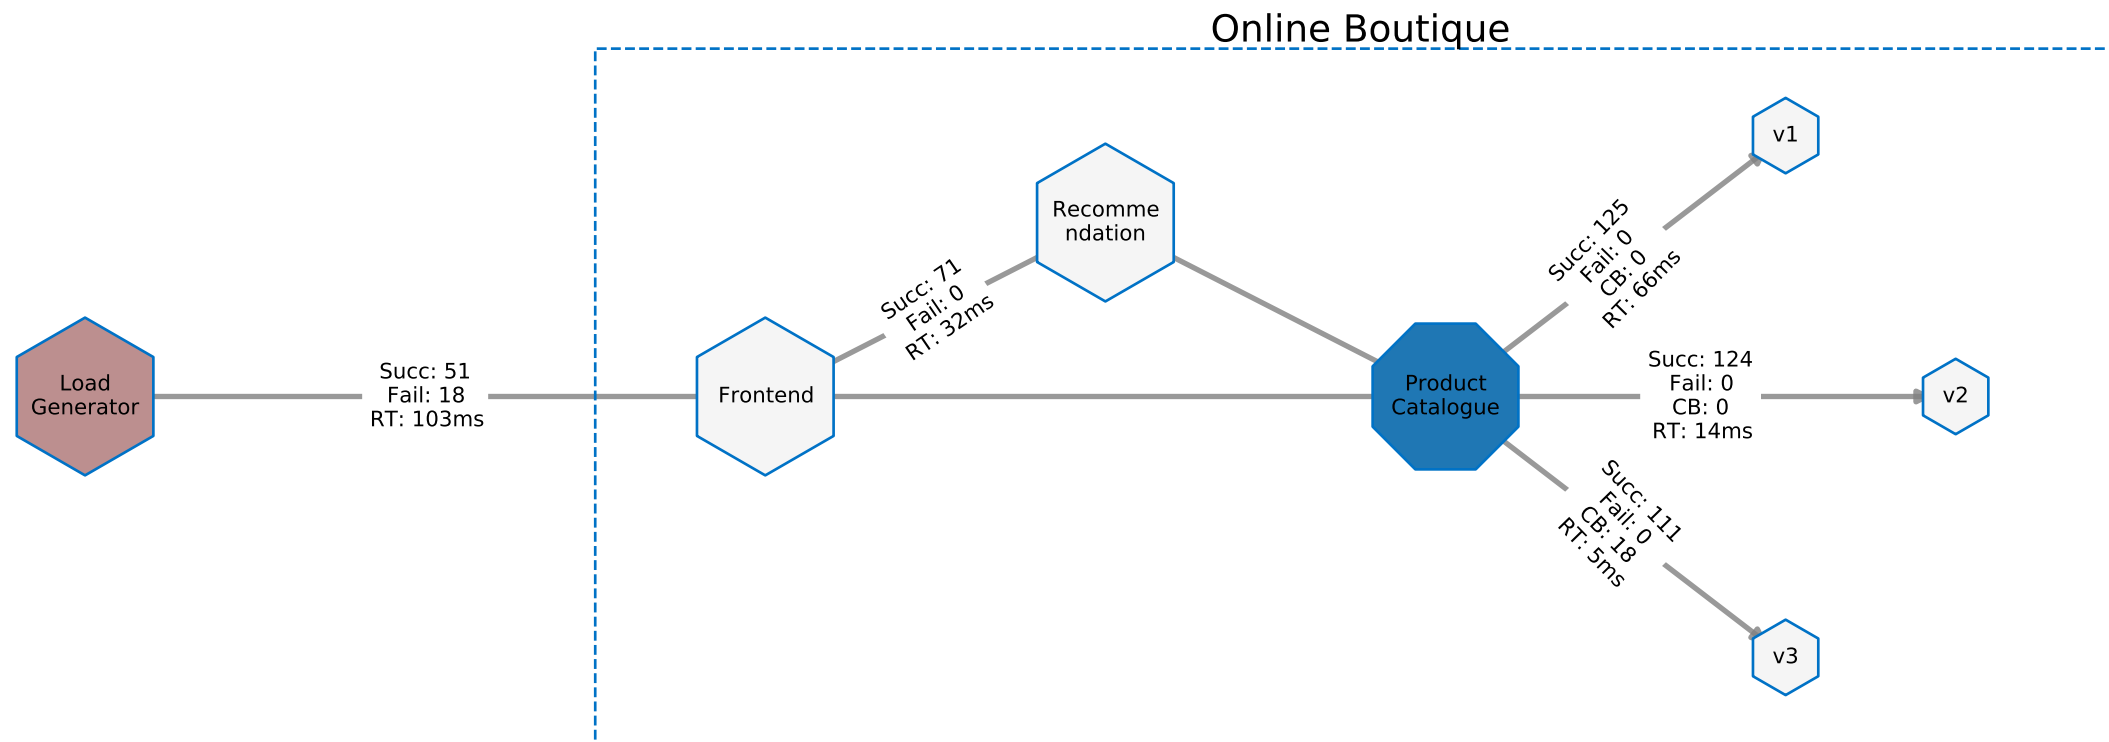 Online Boutique
Load
Generator
Succ: 51
Fail: 18
RT: 103ms
Frontend
Succ: 71
Fail: 0
RT: 32ms
Recomme
ndation
Product
Catalogue
Succ: 125
Fail: 0
CB: 0
RT: 66ms
v1
Succ: 124
Fail: 0
CB: 0
RT: 14ms
v2
Succ: 111
Fail: 0
CB: 18
RT: 5ms
v3